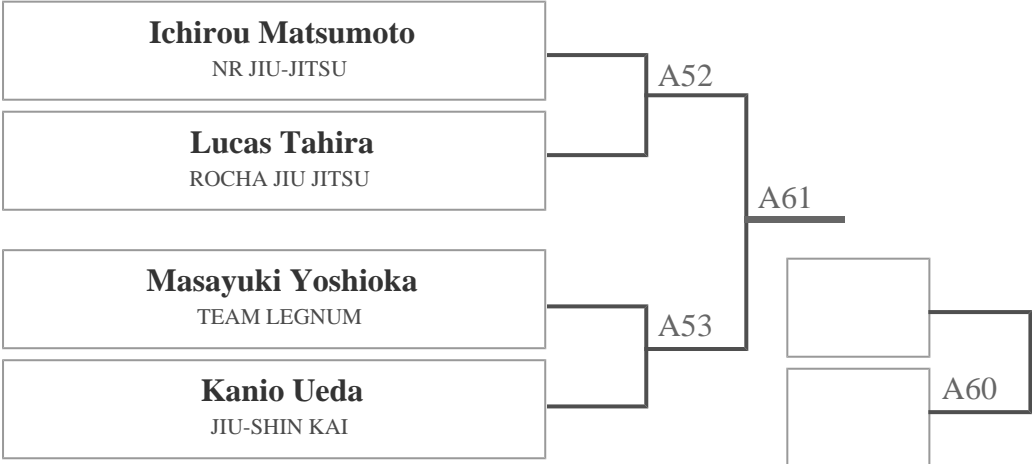 Ichirou Matsumoto
NR JIU-JITSU
A52
Lucas Tahira
ROCHA JIU JITSU
A61
Masayuki Yoshioka
TEAM LEGNUM
A53
Kanio Ueda
JIU-SHIN KAI
A60